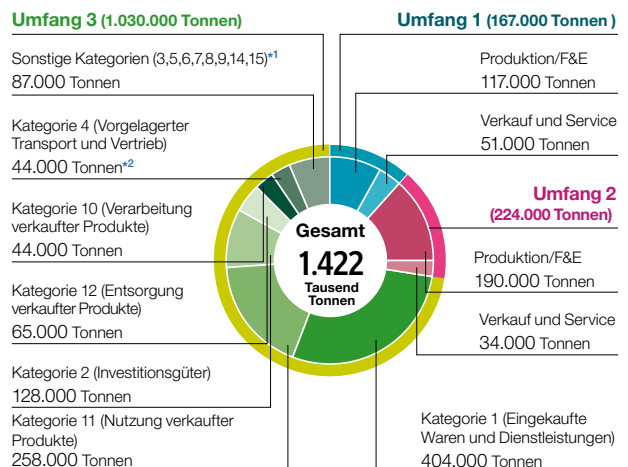 Umfang 3 (1.030.000 Tonnen)
Sonstige Kategorien (3,5,6,7,8,9,14,15)*1
87.000 Tonnen
Kategorie 4 (Vorgelagerter
Transport und Vertrieb)
44.000 Tonnen*2
Kategorie 10 (Verarbeitung
verkaufter Produkte)
44.000 Tonnen
Kategorie 12 (Entsorgung
verkaufter Produkte)
65.000 Tonnen
Kategorie 2 (Investitionsgüter)
128.000 Tonnen
Kategorie 11 (Nutzung verkaufter
Produkte)
258.000 Tonnen
Gesamt
1.422
Tausend
Tonnen
Umfang 1 (167.000 Tonnen )
Produktion/F&E
117.000 Tonnen
Verkauf und Service
51.000 Tonnen
Umfang 2
(224.000 Tonnen)
Produktion/F&E
190.000 Tonnen
Verkauf und Service
34.000 Tonnen
Kategorie 1 (Eingekaufte
Waren und Dienstleistungen)
404.000 Tonnen